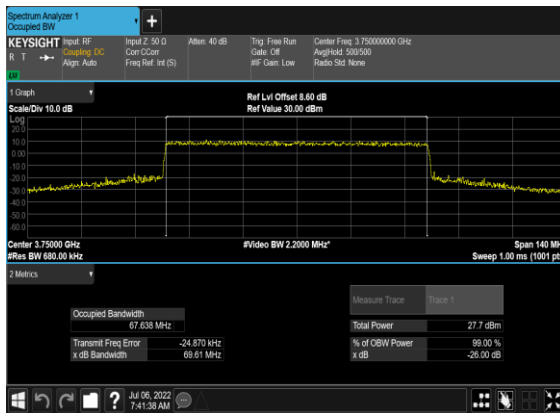 Spectrum Analyzer 1
Occupied BW
KEYSIGHT
R T
Input: RF
Coupling: DC
Align: Auto
Input Z: 50 Ω
Corr CCorr
Freq Ref: Int (S)
Atten: 40 dB
Trig: Free Run
Gate: Off
#IF Gain: Low
Center Freq: 3.750000000 GHz
Avg|Hold: 500/500
Radio Std: None
1 Graph
Scale/Div 10.0 dB
Ref Lvl Offset 8.60 dB
Ref Value 30.00 dBm
Log
20.0
10.0
0.00
-10.0
-20.0
-30.0
-40.0
-50.0
-60.0
Center 3.75000 GHz
#Video BW 2.2000 MHz*
Span 140 MH
#Res BW 680.00 kHz
Sweep 1.00 ms (1001 pt
2 Metrics
Measure Trace Trace 1
Occupied Bandwidth
67.638 MHz
Total Power 27.7 dBm
Transmit Freq Error -24.870 kHz
% of OBW Power 99.00 %
x dB Bandwidth 69.61 MHz
x dB -26.00 dB
Jul 06, 2022
7:41:38 AM